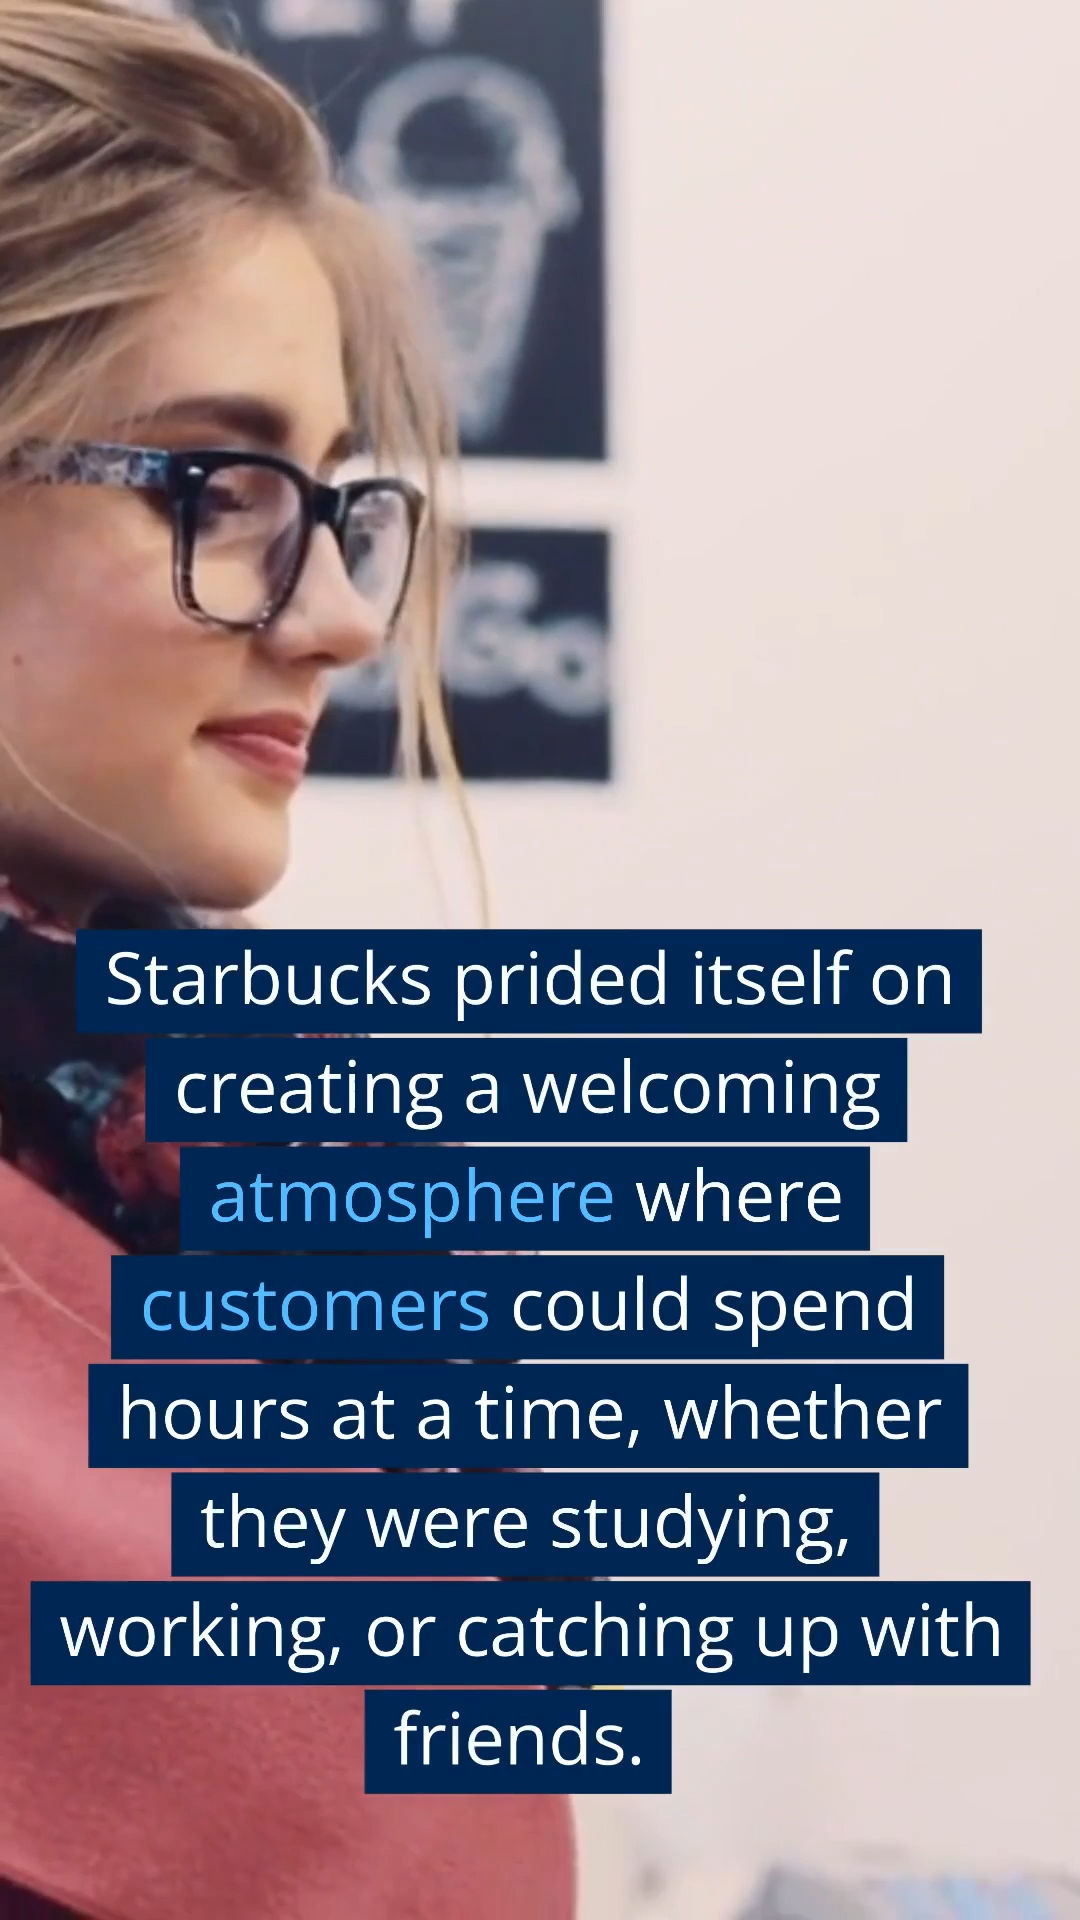 Go
Starbucks prided itself on
creating a welcoming
atmosphere where
customers could spend
hours at a time, whether
they were studying,
working, or catching up with
friends.